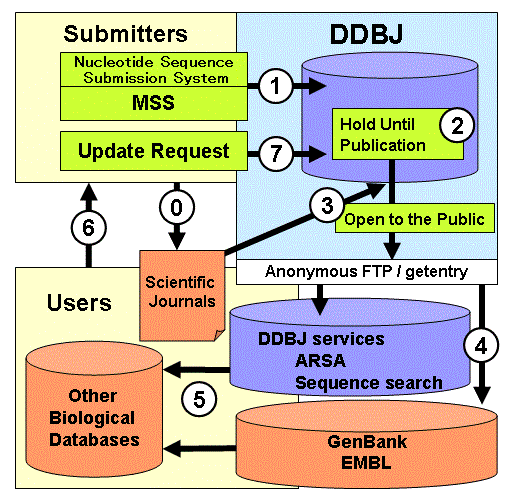 Submitters
DDBJ
Nucleotide Sequence
Submission System
MSS
1
Hold Until
Publication
2
Update Request
7
0
3
Open to the Public
6
Scientific
Journals
Anonymous FTP / getentry
Users
DDBJ services
ARSA
Sequence search
4
Other
Biological
Databases
5
GenBank
EMBL